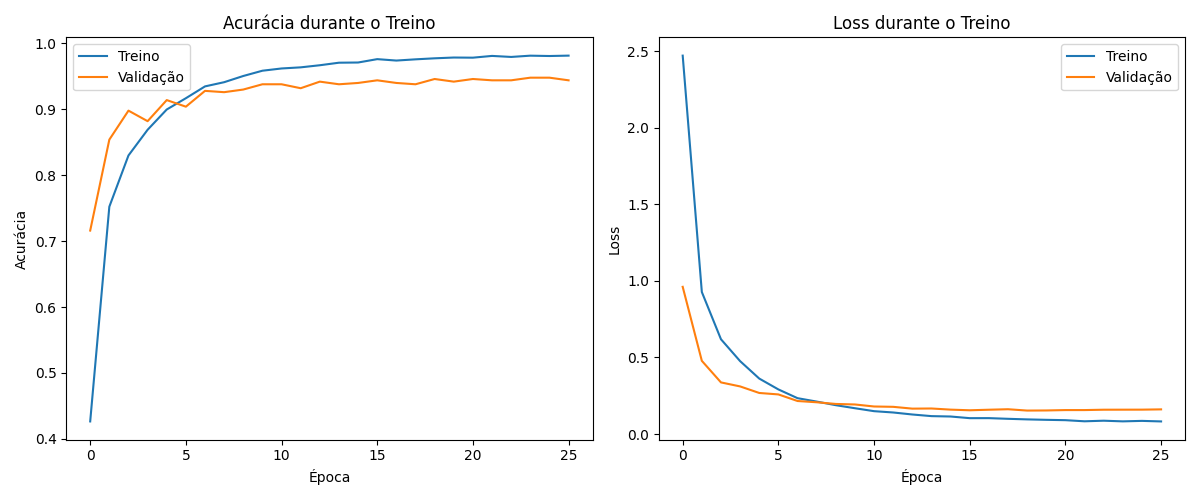 Acurácia durante o Treino
Treino
Validação
1.0
0.9
0.8
0.7
0.6
0.5
0.4
Acurácia
0 5 10 15 20 25
Época
Loss durante o Treino
Treino
Validação
2.5
2.0
1.5
1.0
0.5
0.0
Loss
0 5 10 15 20 25
Época